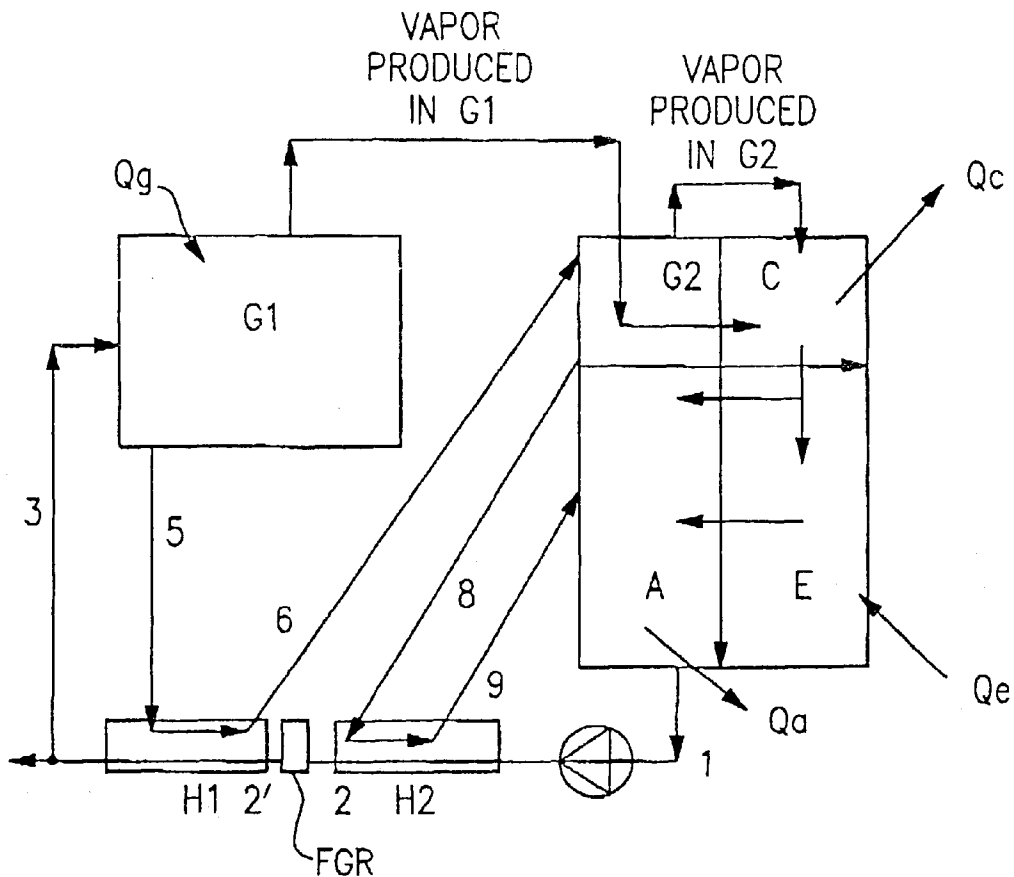 VAPOR
PRODUCED
IN G1
VAPOR
PRODUCED
IN G2
Qg
Qc
G1
G2
C
3
5
6
8
9
A
E
Qe
Qa
1
H1
2'
2
H2
FGR